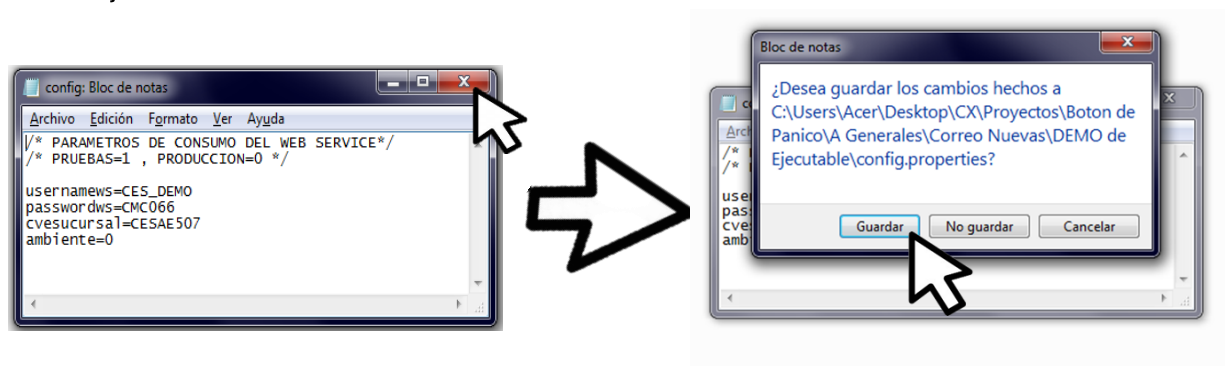 config: Bloc de notas
Archivo Edición Formato Ver Ayuda
/* PARAMETROS DE CONSUMO DEL WEB SERVICE*/
/* PRUEBAS=1 , PRODUCCION=0 */
usernamews=CES_DEMO
passwordws=CMC066
cvesucursal=CESAE507
ambiente=0
Bloc de notas
¿Desea guardar los cambios hechos a
C:\Users\Acer\Desktop\CX\Proyectos\Boton de
Panico\A Generales\Correo Nuevas\DEMO de
Ejecutable\config.properties?
Guardar No guardar Cancelar